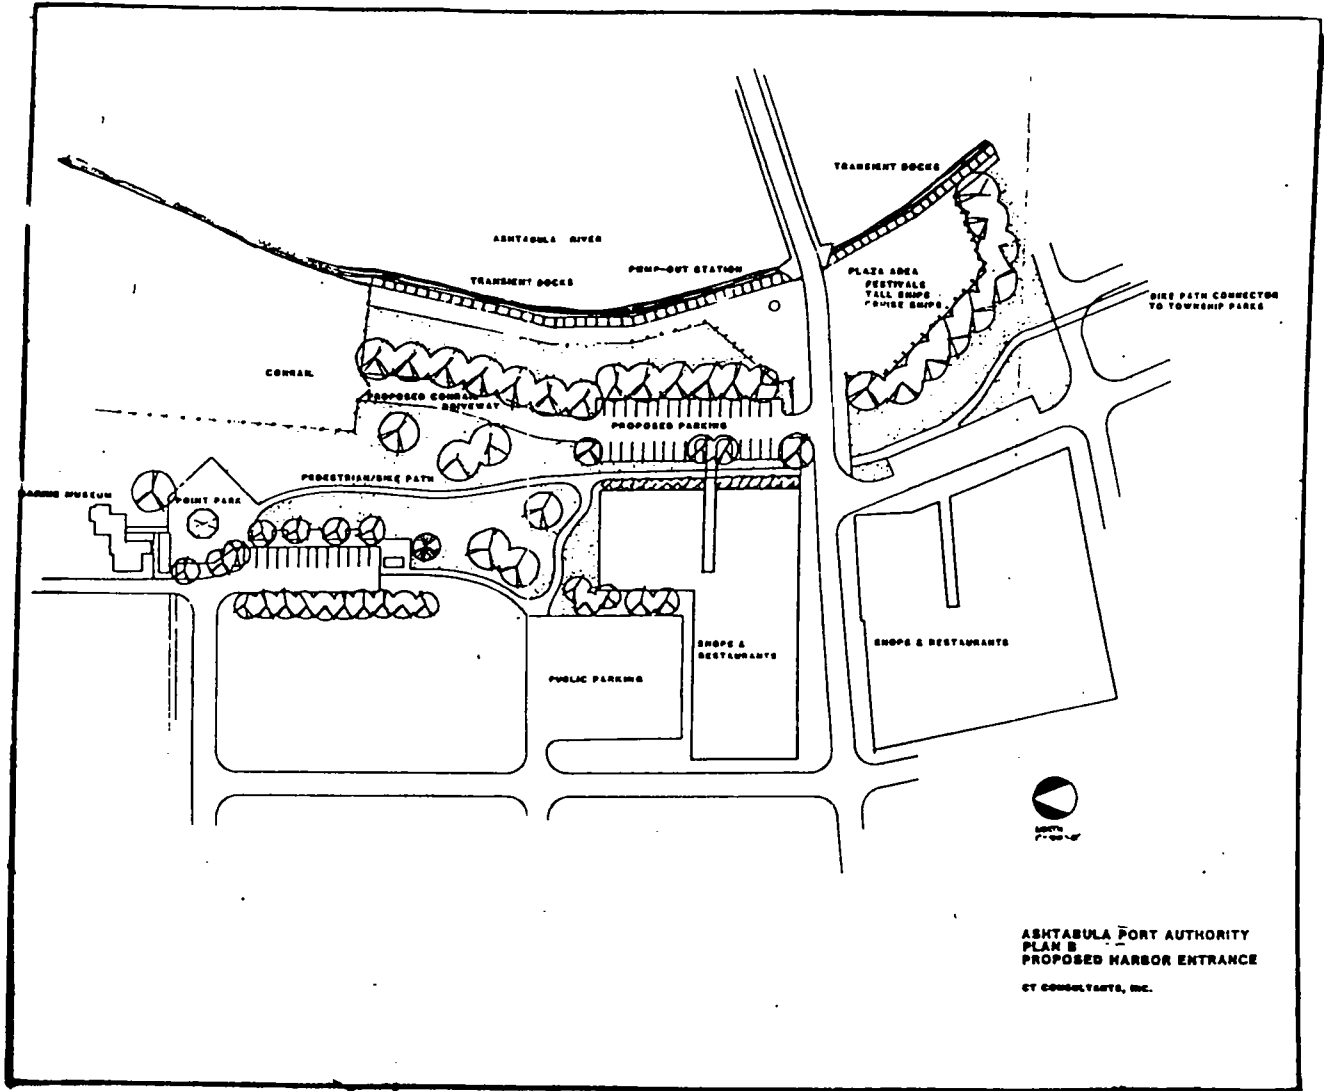 TRANSIENT DOCKS
ASHTABULA RIVER
PUMP-OUT STATION
TRANSIENT DOCKS
PLAZA AREA
FESTIVALS
TALL SHIPS
CRUISE SHIPS
BIKE PATH CONNECTOR
TO TOWNSHIP PARKS
CONRAIL
PROPOSED CONRAIL
DRIVEWAY
PROPOSED PARKING
PEDESTRIAN/BIKE PATH
MARINE MUSEUM
POINT PARK
SHOPS &
RESTAURANTS
SHOPS & RESTAURANTS
PUBLIC PARKING
NORTH
ASHTABULA PORT AUTHORITY
PLAN B
PROPOSED HARBOR ENTRANCE
CT CONSULTANTS, INC.